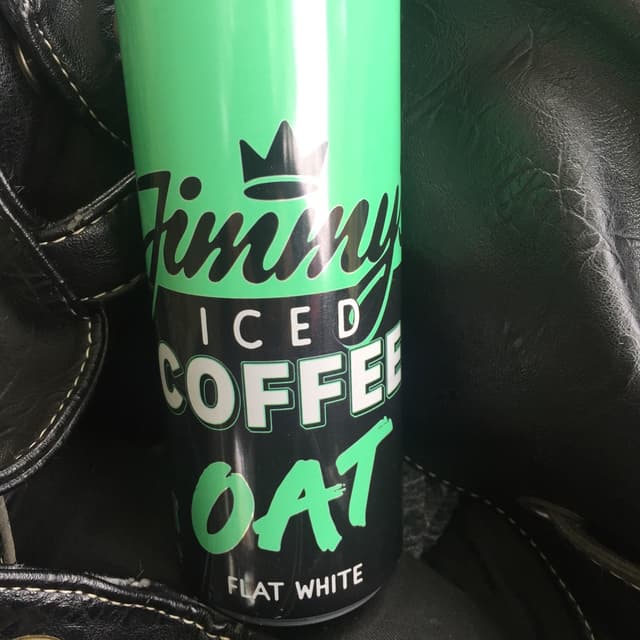 Jimmy's
ICED
COFFEE
OAT
FLAT WHITE